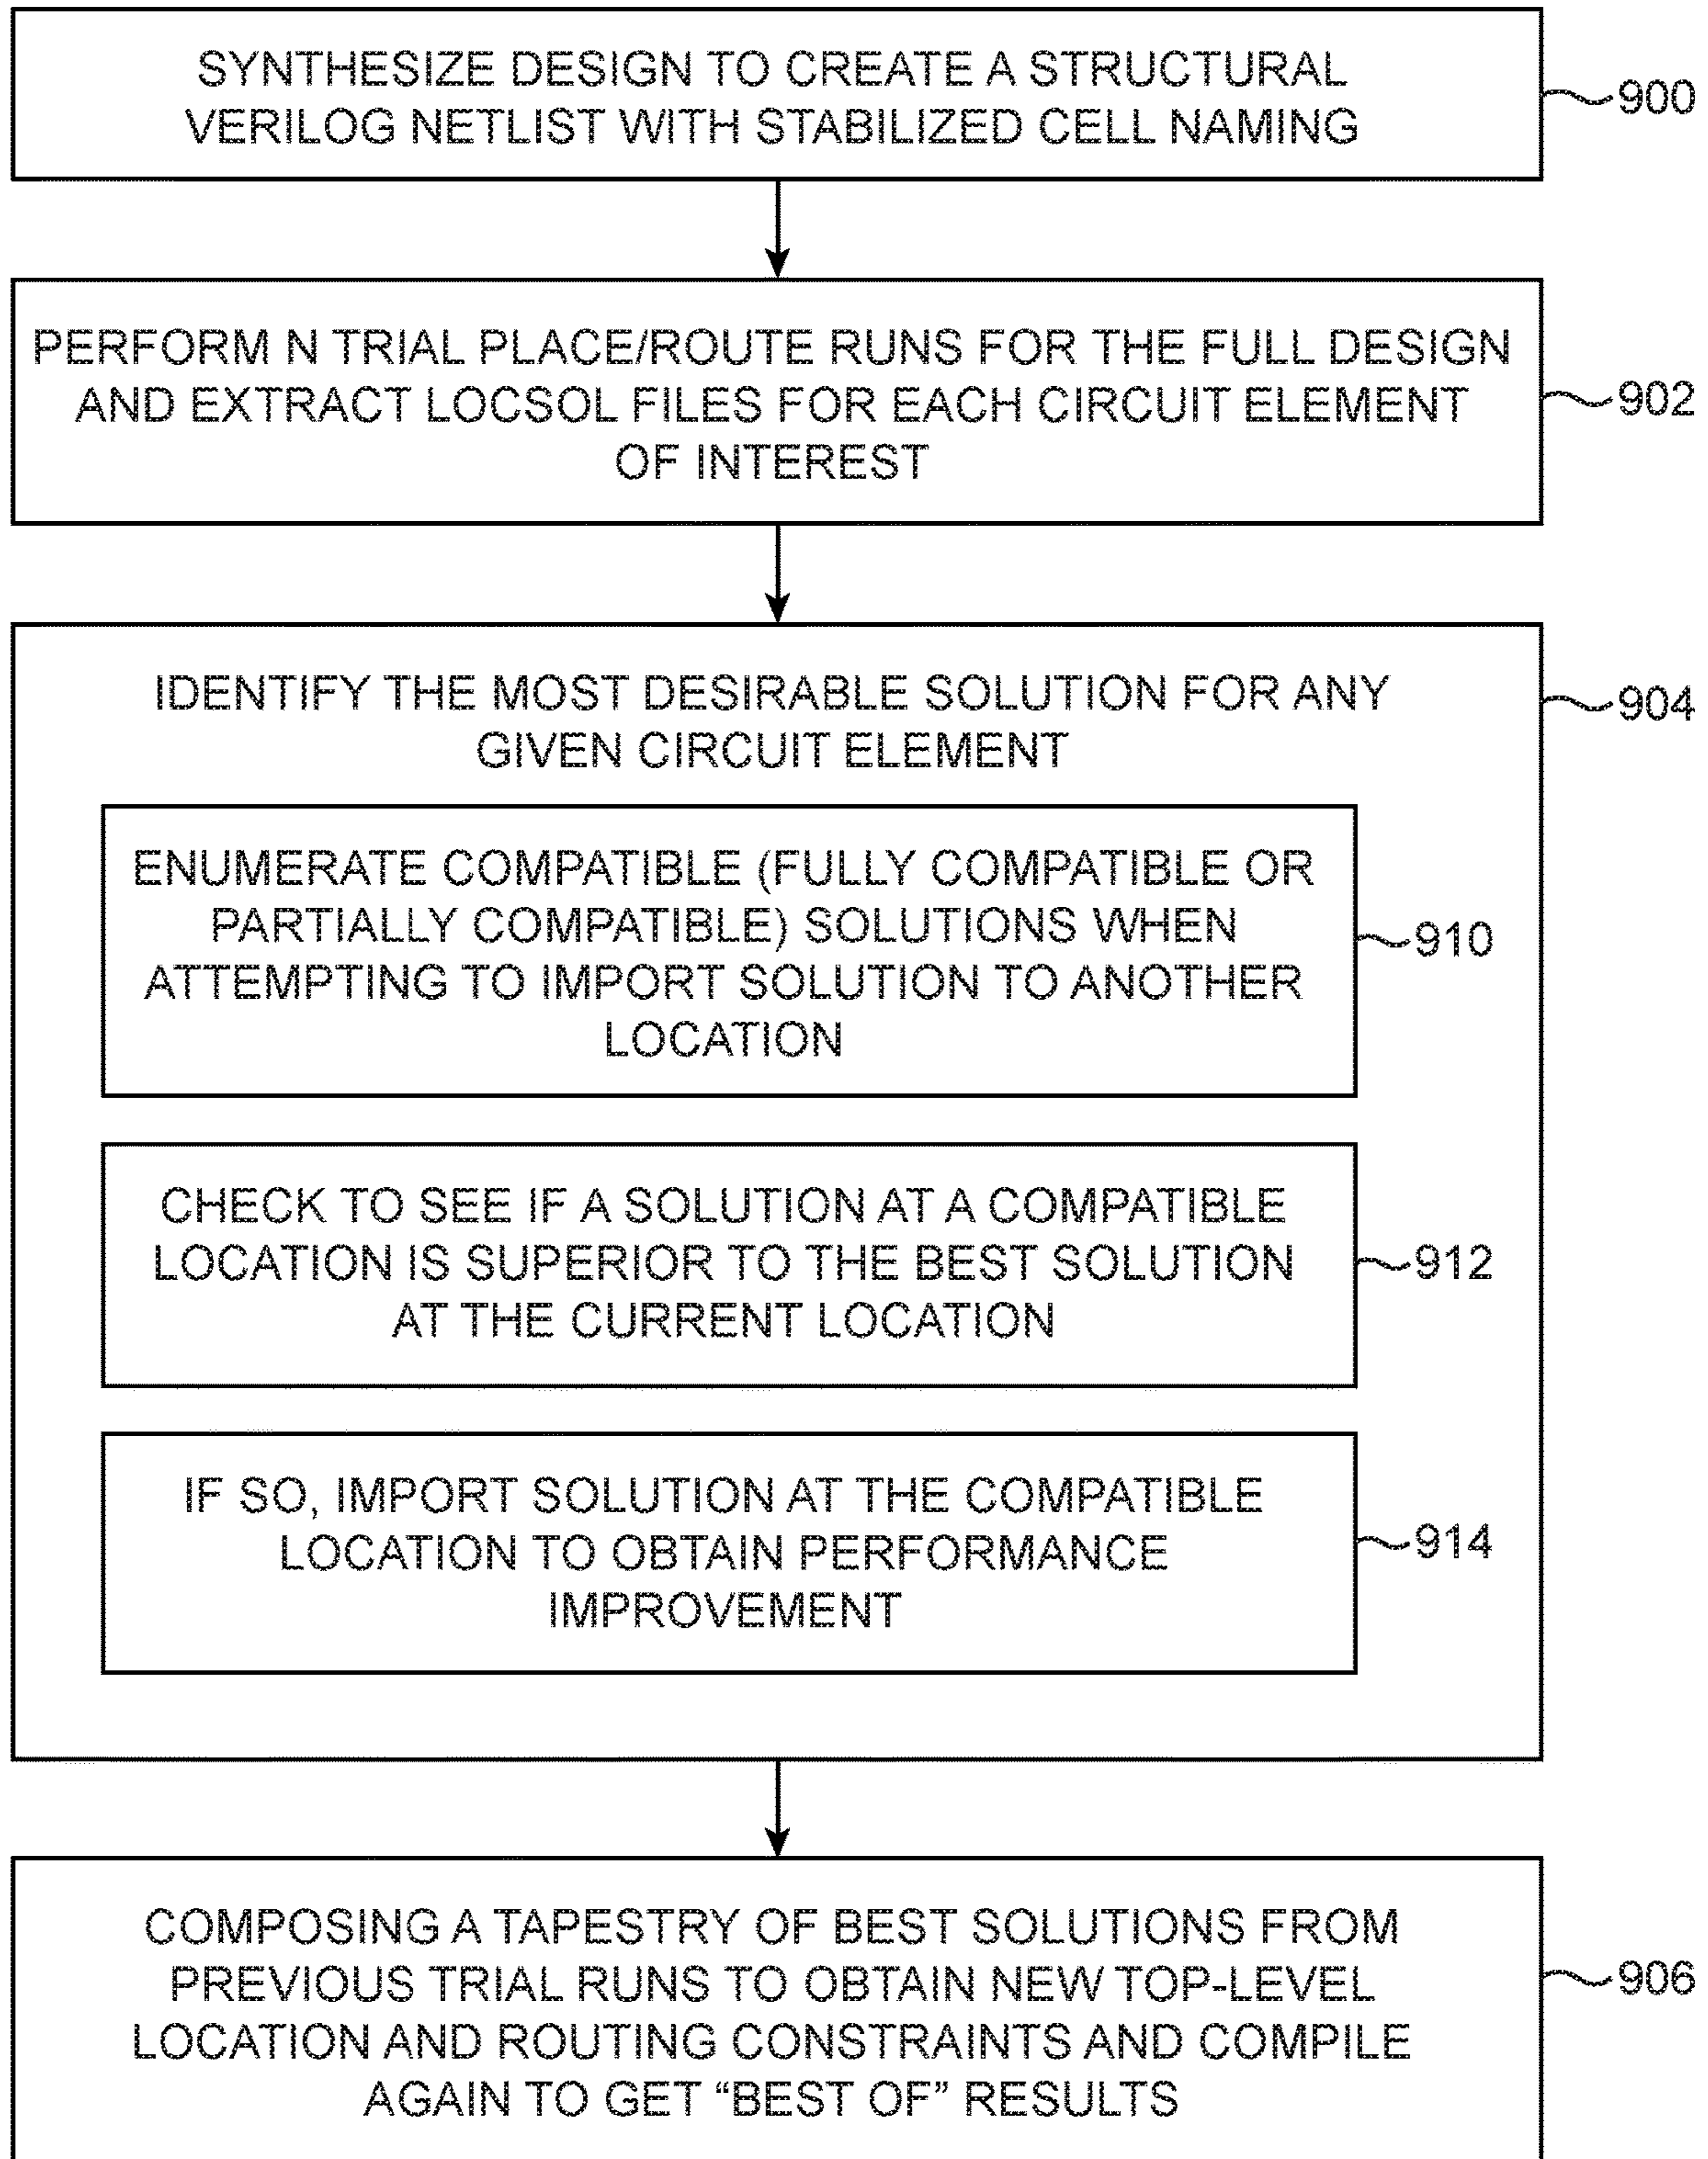 SYNTHESIZE DESIGN TO CREATE A STRUCTURAL
VERILOG NETLIST WITH STABILIZED CELL NAMING
900
PERFORM N TRIAL PLACE/ROUTE RUNS FOR THE FULL DESIGN
AND EXTRACT LOCSOL FILES FOR EACH CIRCUIT ELEMENT
OF INTEREST
902
IDENTIFY THE MOST DESIRABLE SOLUTION FOR ANY
GIVEN CIRCUIT ELEMENT
904
ENUMERATE COMPATIBLE (FULLY COMPATIBLE OR
PARTIALLY COMPATIBLE) SOLUTIONS WHEN
ATTEMPTING TO IMPORT SOLUTION TO ANOTHER
LOCATION
910
CHECK TO SEE IF A SOLUTION AT A COMPATIBLE
LOCATION IS SUPERIOR TO THE BEST SOLUTION
AT THE CURRENT LOCATION
912
IF SO, IMPORT SOLUTION AT THE COMPATIBLE
LOCATION TO OBTAIN PERFORMANCE
IMPROVEMENT
914
COMPOSING A TAPESTRY OF BEST SOLUTIONS FROM
PREVIOUS TRIAL RUNS TO OBTAIN NEW TOP-LEVEL
LOCATION AND ROUTING CONSTRAINTS AND COMPILE
AGAIN TO GET “BEST OF” RESULTS
906